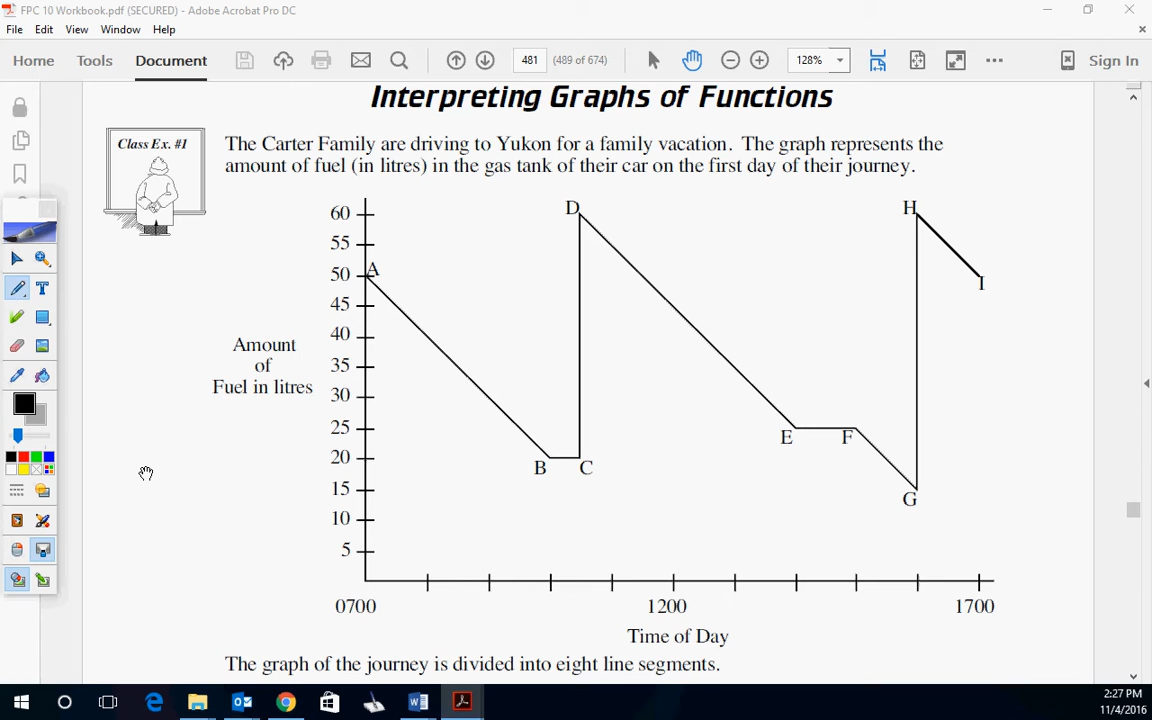 FPC 10 Workbook.pdf (SECURED) - Adobe Acrobat Pro DC
File Edit View Window Help
Home Tools Document 481 (489 of 674) 128% Sign In
Interpreting Graphs of Functions
Class Ex. #1
The Carter Family are driving to Yukon for a family vacation. The graph represents the
amount of fuel (in litres) in the gas tank of their car on the first day of their journey.
60
55
50
45
40
35
30
25
20
15
10
5
Amount
of
Fuel in litres
D H
A I
E F
B C
G
0700 1200 1700
Time of Day
The graph of the journey is divided into eight line segments.
2:27 PM
11/4/2016